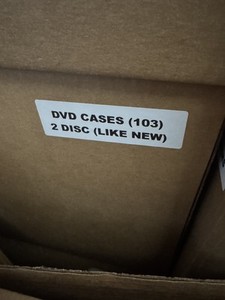 DVD CASES (103)
2 DISC (LIKE NEW)